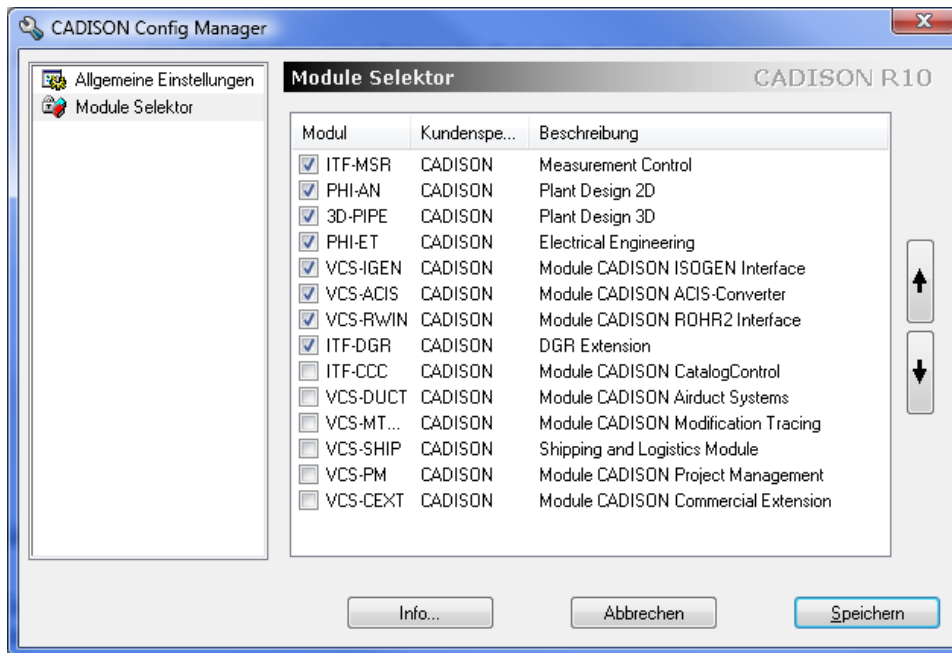 CADISON Config Manager
Allgemeine Einstellungen
Module Selektor
Module Selektor CADISON R10
Modul Kundenspe... Beschreibung
ITF-MSR CADISON Measurement Control
PHI-AN CADISON Plant Design 2D
3D-PIPE CADISON Plant Design 3D
PHI-ET CADISON Electrical Engineering
VCS-IGEN CADISON Module CADISON ISOGEN Interface
VCS-ACIS CADISON Module CADISON ACIS-Converter
VCS-RWIN CADISON Module CADISON ROHR2 Interface
ITF-DGR CADISON DGR Extension
ITF-CCC CADISON Module CADISON CatalogControl
VCS-DUCT CADISON Module CADISON Airduct Systems
VCS-MT... CADISON Module CADISON Modification Tracing
VCS-SHIP CADISON Shipping and Logistics Module
VCS-PM CADISON Module CADISON Project Management
VCS-CEXT CADISON Module CADISON Commercial Extension
Info... Abbrechen Speichern